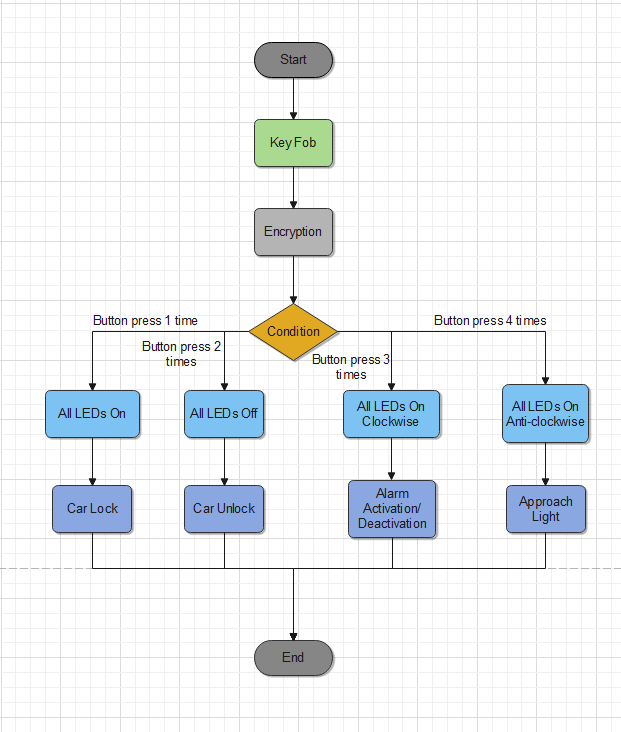 Start
Key Fob
Encryption
Condition
Button press 1 time
Button press 2
times
Button press 3
times
Button press 4 times
All LEDs On
All LEDs Off
All LEDs On
Clockwise
All LEDs On
Anti-clockwise
Car Lock
Car Unlock
Alarm
Activation/
Deactivation
Approach
Light
End